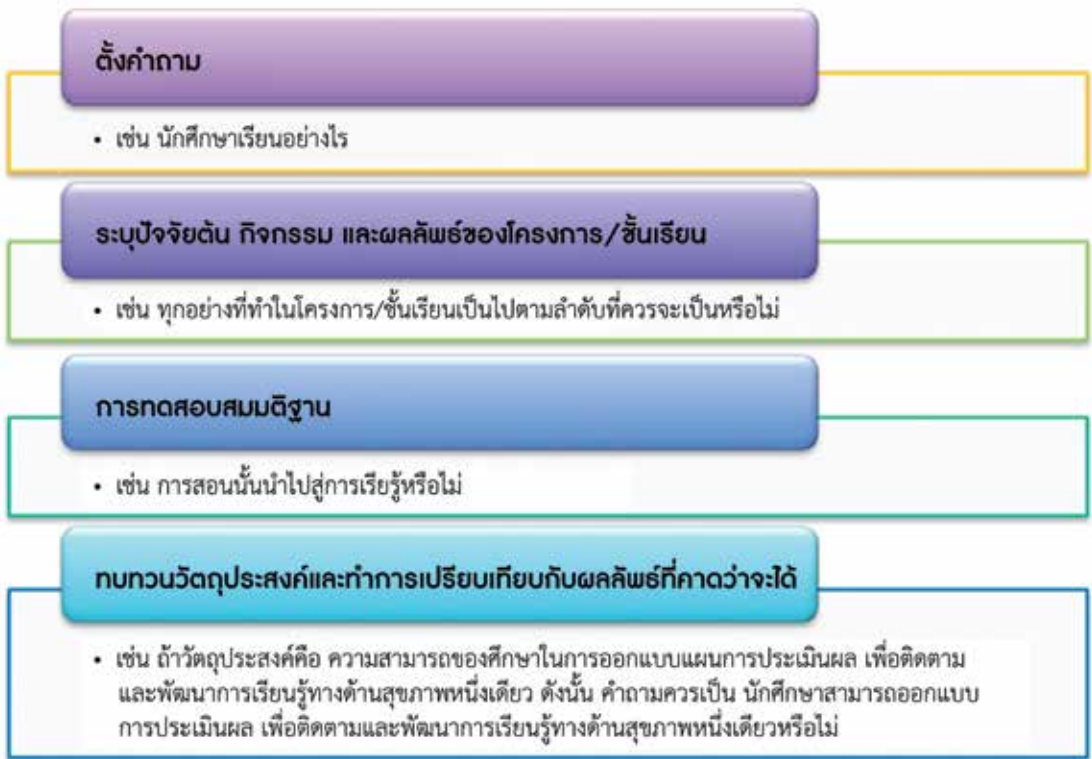 ตั้งคำถาม
• เช่น นักศึกษาเรียนอย่างไร
ระบุปัจจัยต้น กิจกรรม และผลลัพธ์ของโครงการ/ชั้นเรียน
• เช่น ทุกอย่างที่ทำในโครงการ/ชั้นเรียนเป็นไปตามลำดับที่ควรจะเป็นหรือไม่
การทดสอบสมมติฐาน
• เช่น การสอนนั้นนำไปสู่การเรียรู้หรือไม่
ทบทวนวัตถุประสงค์และทำการเปรียบเทียบกับผลลัพธ์ที่คาดว่าจะได้
• เช่น ถ้าวัตถุประสงค์คือ ความสามารถของศึกษาในการออกแบบแผนการประเมินผล เพื่อติดตาม
และพัฒนาการเรียนรู้ทางด้านสุขภาพหนึ่งเดียว ดังนั้น คำถามควรเป็น นักศึกษาสามารถออกแบบ
การประเมินผล เพื่อติดตามและพัฒนาการเรียนรู้ทางด้านสุขภาพหนึ่งเดียวหรือไม่